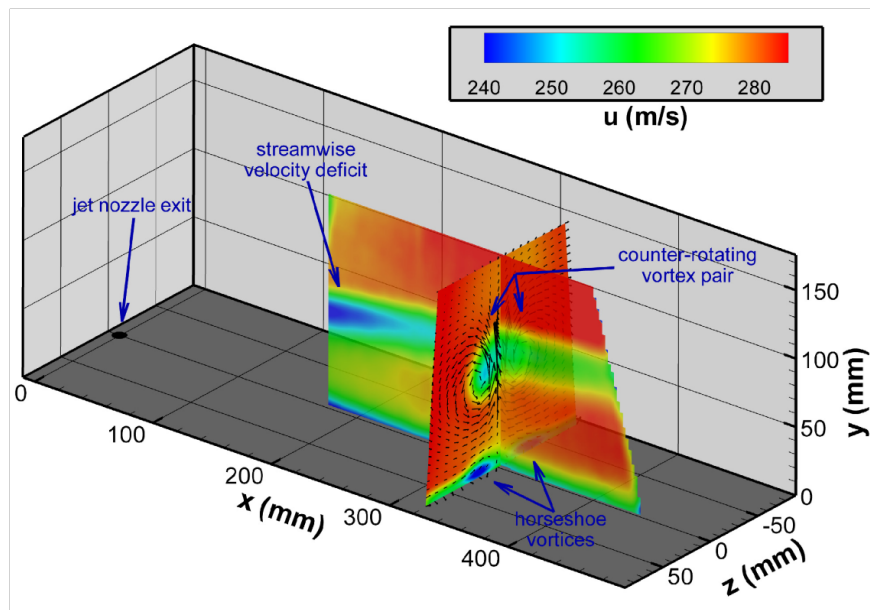 240 250 260 270 280
u (m/s)
streamwise
velocity deficit
jet nozzle exit
counter-rotating
vortex pair
150
100
50
0
y (mm)
0
100
200
300
400
x (mm)
horseshoe
vortices
-50
0
50
z (mm)